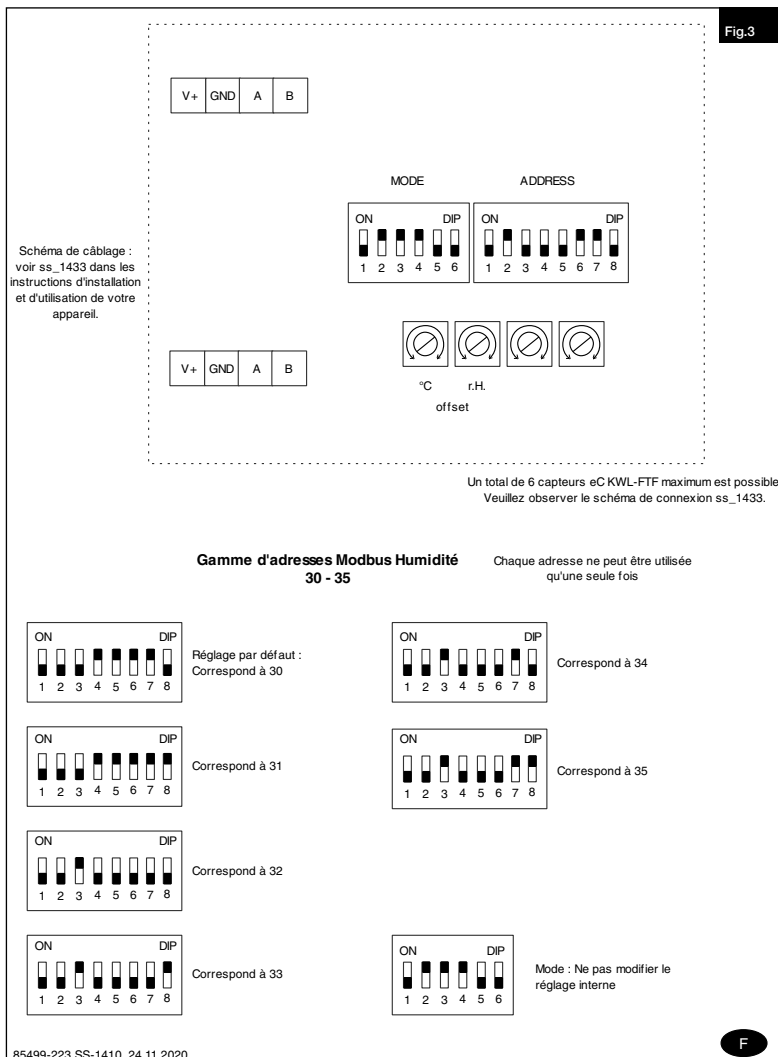 Fig.3
V+ GND A B
MODE ADDRESS
ON DIP ON DIP
1 2 3 4 5 6 1 2 3 4 5 6 7 8
Schéma de câblage :
voir ss_1433 dans les
instructions d'installation
et d'utilisation de votre
appareil.
V+ GND A B
°C r.H.
offset
Un total de 6 capteurs eC KWL-FTF maximum est possible
Veuillez observer le schéma de connexion ss_1433.
Gamme d'adresses Modbus Humidité
30 - 35
Chaque adresse ne peut être utilisée
qu'une seule fois
ON DIP
1 2 3 4 5 6 7 8
Réglage par défaut :
Correspond à 30
ON DIP
1 2 3 4 5 6 7 8
Correspond à 34
ON DIP
1 2 3 4 5 6 7 8
Correspond à 31
ON DIP
1 2 3 4 5 6 7 8
Correspond à 35
ON DIP
1 2 3 4 5 6 7 8
Correspond à 32
ON DIP
1 2 3 4 5 6 7 8
Correspond à 33
ON DIP
1 2 3 4 5 6
Mode : Ne pas modifier le
réglage interne
85499-223 SS-1410 24.11.2020
F